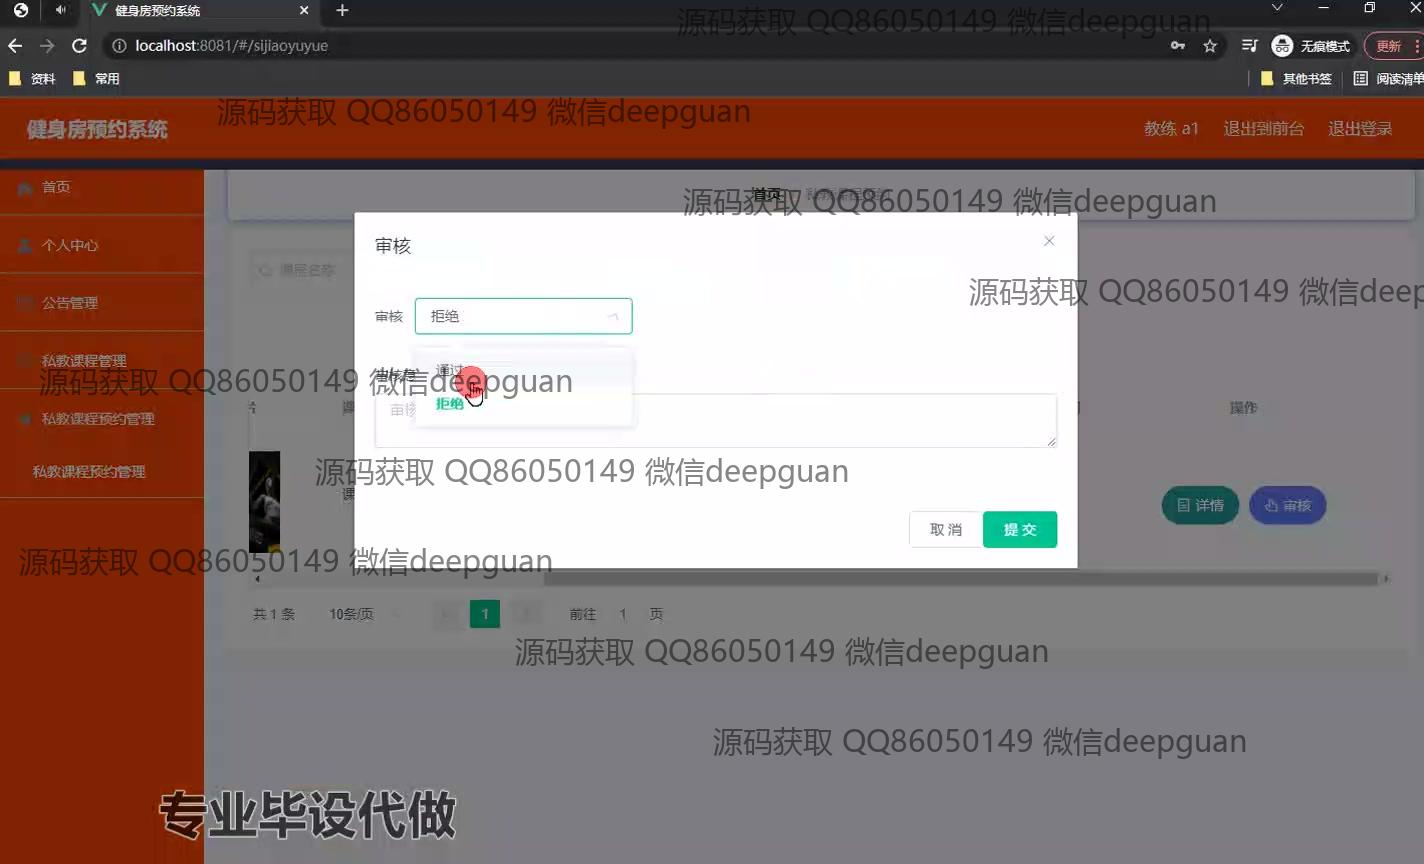 健身房预约系统
localhost:8081/#/sijiaoyuyue
无痕模式
更新
资料
常用
其他书签
阅读清单
源码获取 QQ86050149 微信deepguan
源码获取 QQ86050149 微信deepguan
健身房预约系统
教练 a1
退出到前台
退出登录
首页
个人中心
公告管理
私教课程管理
私教课程预约管理
私教课程预约管理
首页
源码获取 QQ86050149 微信deepguan
课程名称
审核
源码获取 QQ86050149 微信deep
审核
拒绝
通过
拒绝
源码获取 QQ86050149 微信deepguan
操作
源码获取 QQ86050149 微信deepguan
详情
审核
取消
提交
源码获取 QQ86050149 微信deepguan
共 1 条
10条/页
1
前往
1
页
源码获取 QQ86050149 微信deepguan
源码获取 QQ86050149 微信deepguan
专业毕设代做